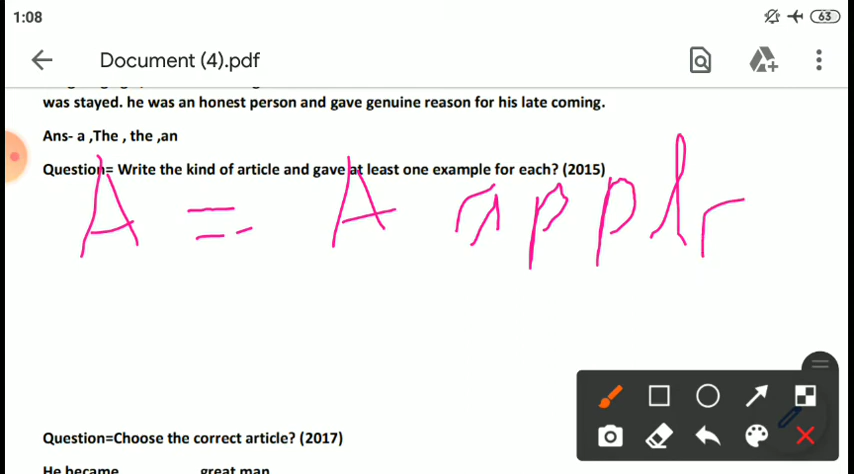 1:08
63
Document (4).pdf
was stayed. he was an honest person and gave genuine reason for his late coming.
Ans- a ,The , the ,an
Question= Write the kind of article and gave at least one example for each? (2015)
A = A
Question=Choose the correct article? (2017)
He became great man